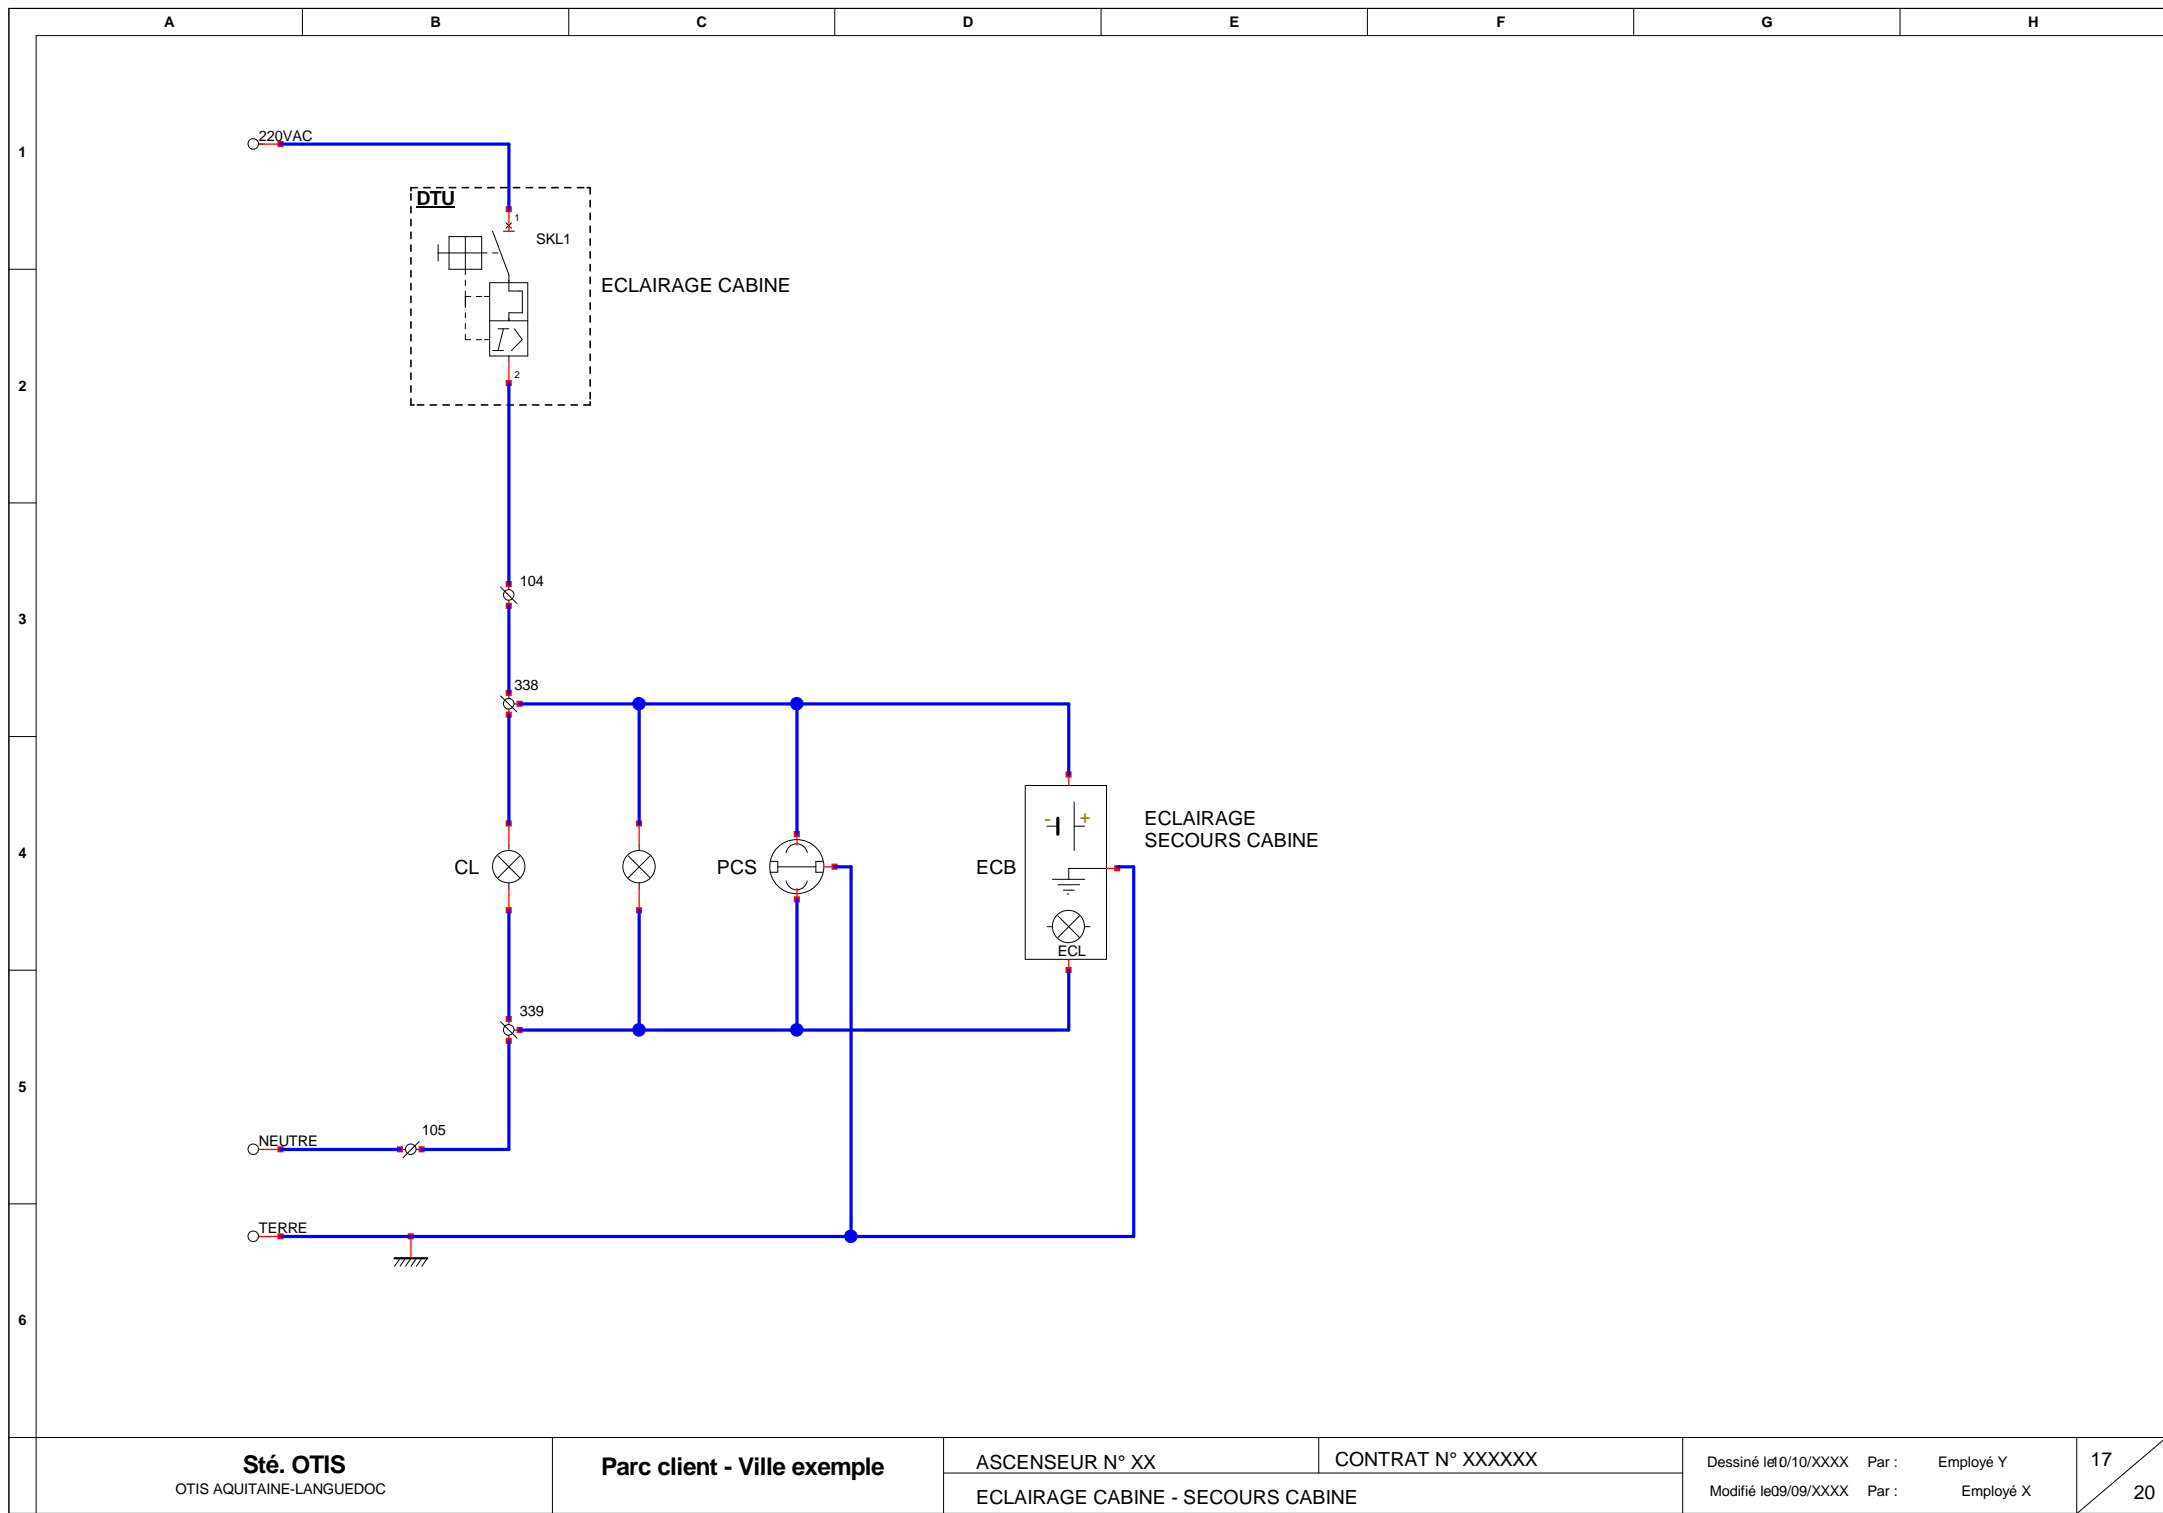 A B C D E F G H
1
220VAC
DTU
1
SKL1
ECLAIRAGE CABINE
2
2
104
3
338
- +
ECLAIRAGE
SECOURS CABINE
4
CL
PCS
ECB
ECL
339
5
105
NEUTRE
TERRE
6
Sté. OTIS
OTIS AQUITAINE-LANGUEDOC
Parc client - Ville exemple
ASCENSEUR N° XX
CONTRAT N° XXXXXX
ECLAIRAGE CABINE - SECOURS CABINE
Dessiné le10/10/XXXX Par : Employé Y
Modifié le09/09/XXXX Par : Employé X
17
20